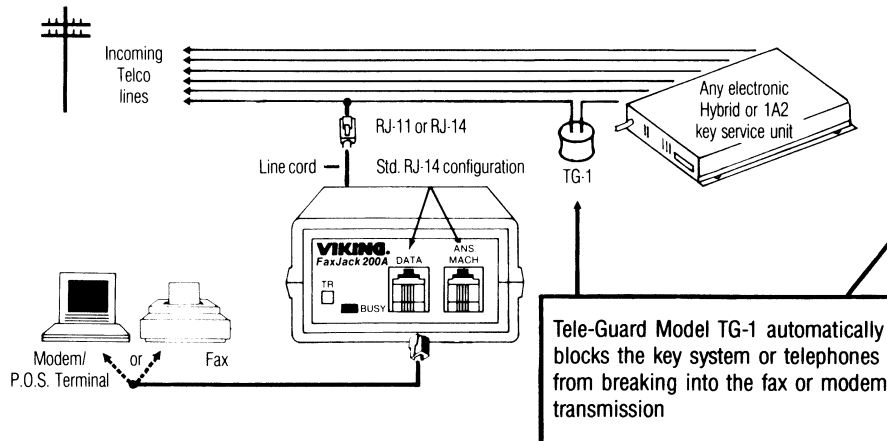 Incoming
Telco
lines
Any electronic
Hybrid or 1A2
key service unit
RJ-11 or RJ-14
Line cord
Std. RJ-14 configuration
TG-1
VIKING®
FaxJack 200A
DATA
ANS.
MACH
TR
BUSY
Modem/
P.O.S. Terminal
or
Fax
Tele-Guard Model TG-1 automatically
blocks the key system or telephones
from breaking into the fax or modem
transmission